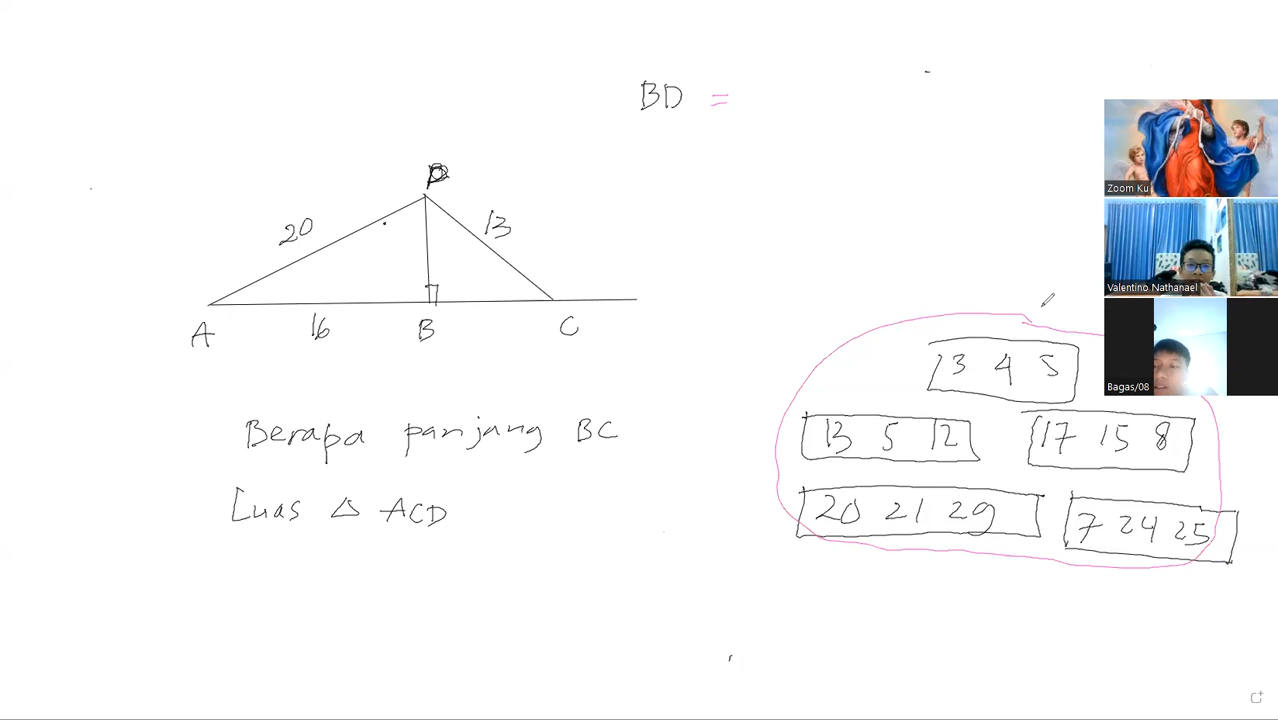 BD =
D
20
13
A
16
B
C
Berapa panjang BC
Luas △ ACD
3 4 5
13 5 12
17 15 8
20 21 29
7 24 25
Zoom Ku
Valentino Nathanael
Bagas/08